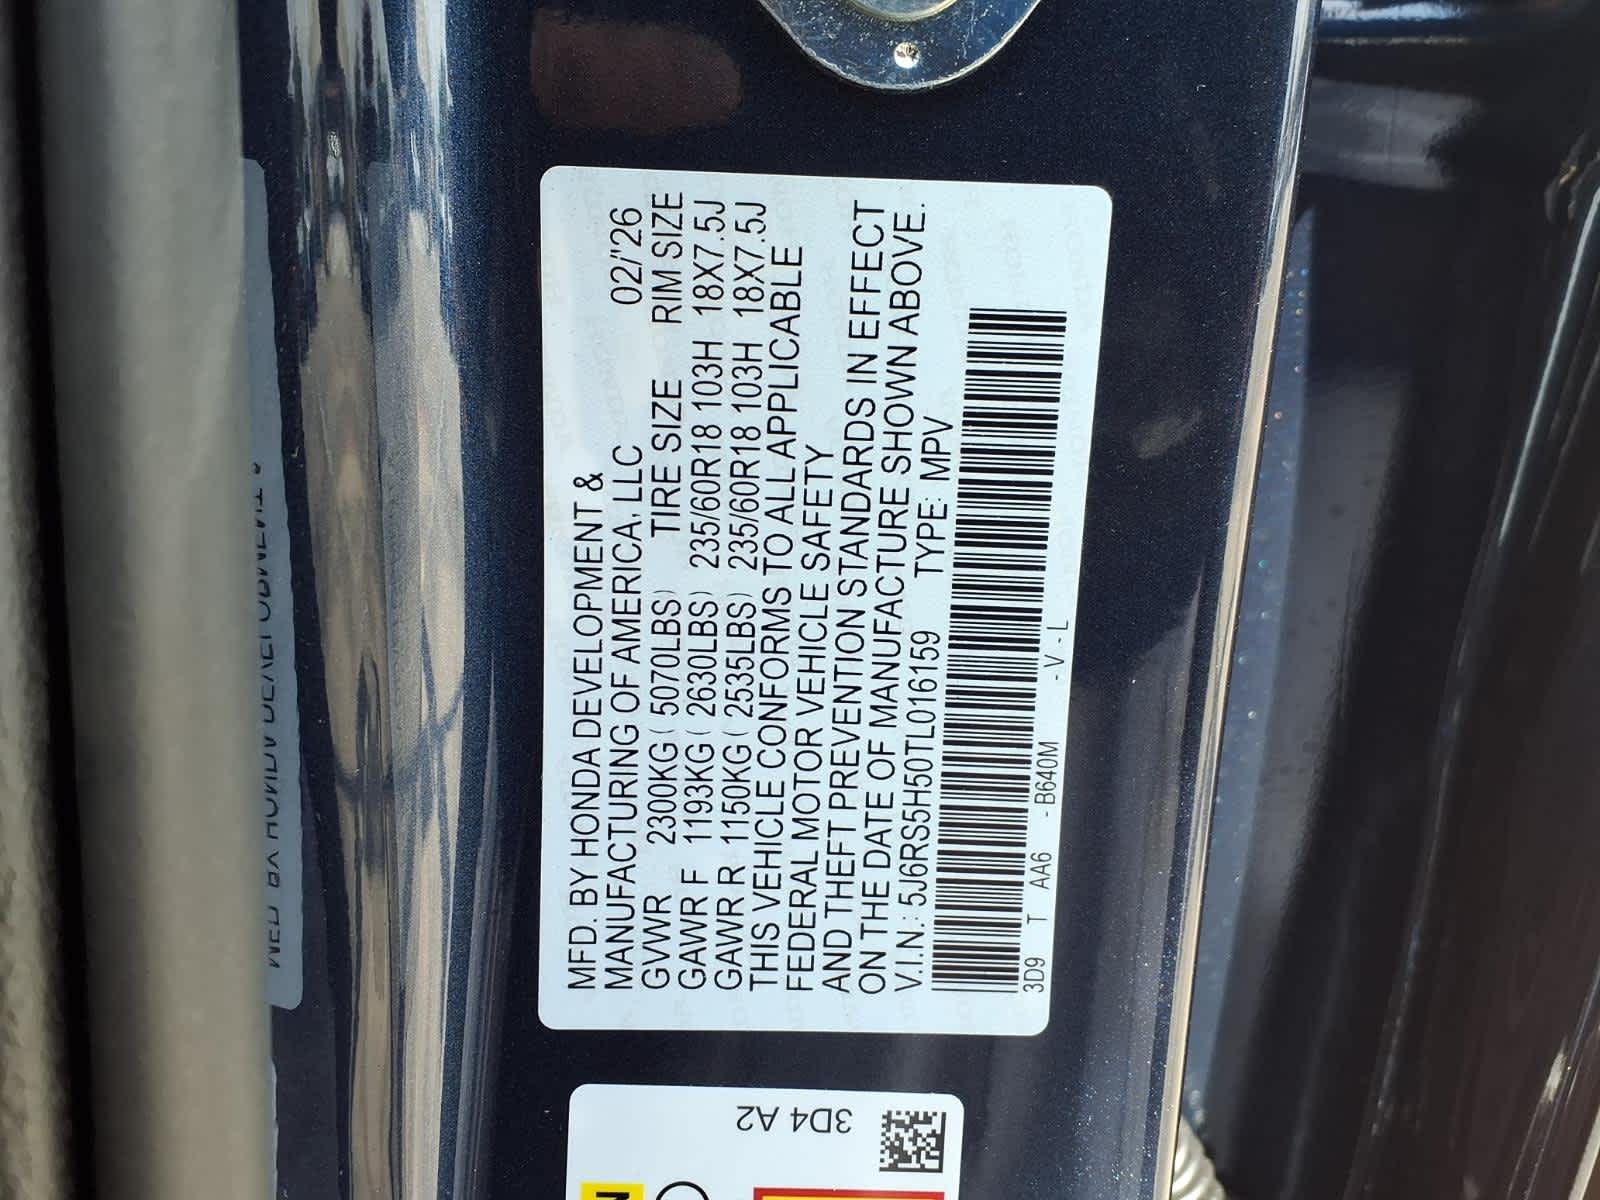 MFD. BY HONDA DEVELOPMENT &
MANUFACTURING OF AMERICA, LLC 02/'26
GVWR 2300KG ( 5070LBS) TIRE SIZE RIM SIZE
GAWR F 1193KG ( 2630LBS) 235/60R18 103H 18X7.5J
GAWR R 1150KG ( 2535LBS) 235/60R18 103H 18X7.5J
THIS VEHICLE CONFORMS TO ALL APPLICABLE
FEDERAL MOTOR VEHICLE SAFETY
AND THEFT PREVENTION STANDARDS IN EFFECT
ON THE DATE OF MANUFACTURE SHOWN ABOVE.
V.I.N.: 5J6RS5H50TL016159 TYPE: MPV
3D9 T AA6 -B640M -V-L
3D4 A2